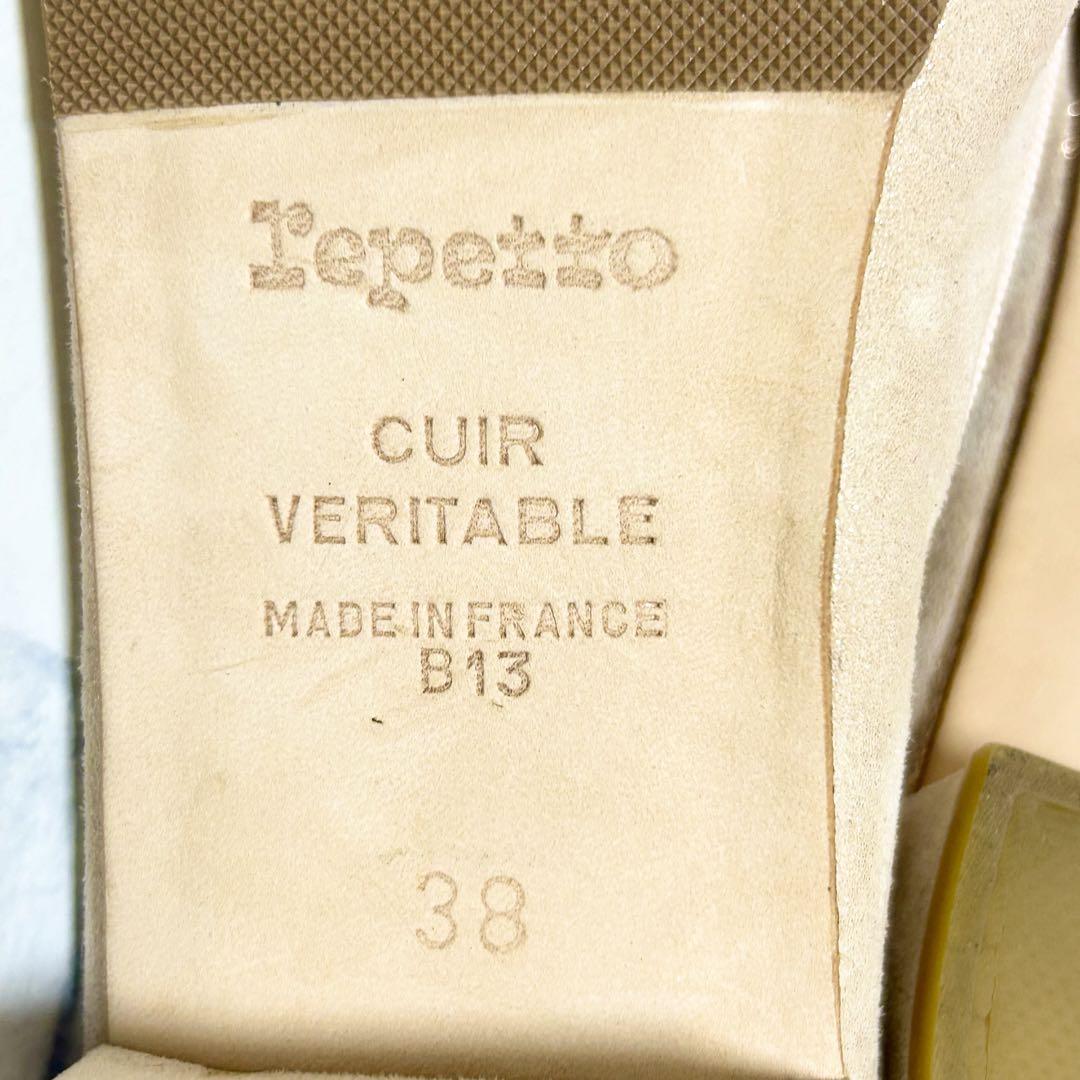 repetto
CUIR
VERITABLE
MADE IN FRANCE
B13
38